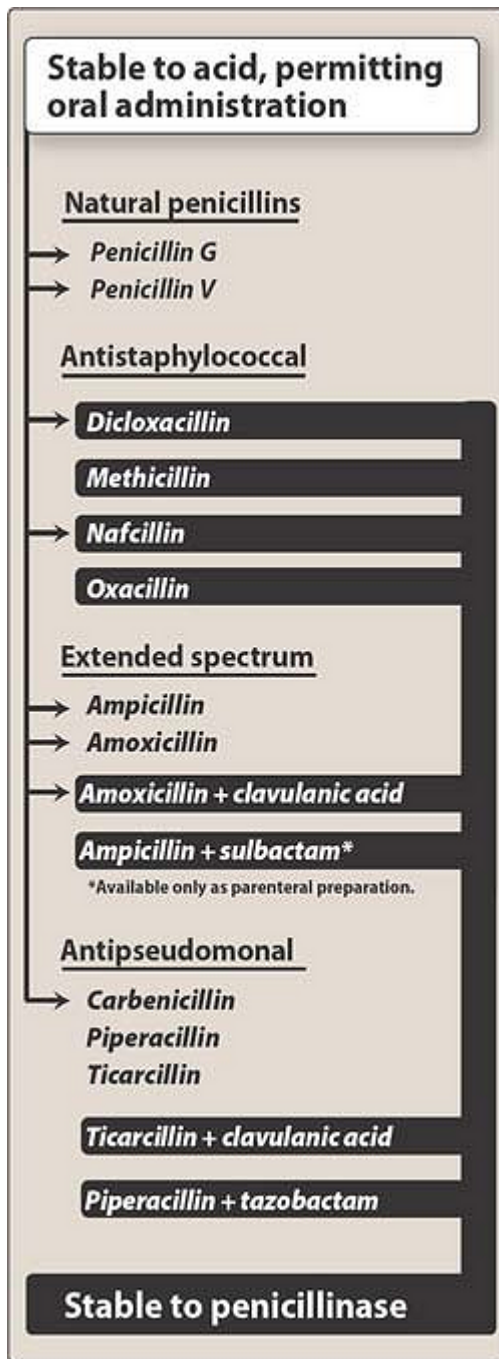 Stable to acid, permitting
oral administration
Natural penicillins
Penicillin G
Penicillin V
Antistaphylococcal
Dicloxacillin
Methicillin
Nafcillin
Oxacillin
Extended spectrum
Ampicillin
Amoxicillin
Amoxicillin + clavulanic acid
Ampicillin + sulbactam*
*Available only as parenteral preparation.
Antipseudomonal
Carbenicillin
Piperacillin
Ticarcillin
Ticarcillin + clavulanic acid
Piperacillin + tazobactam
Stable to penicillinase